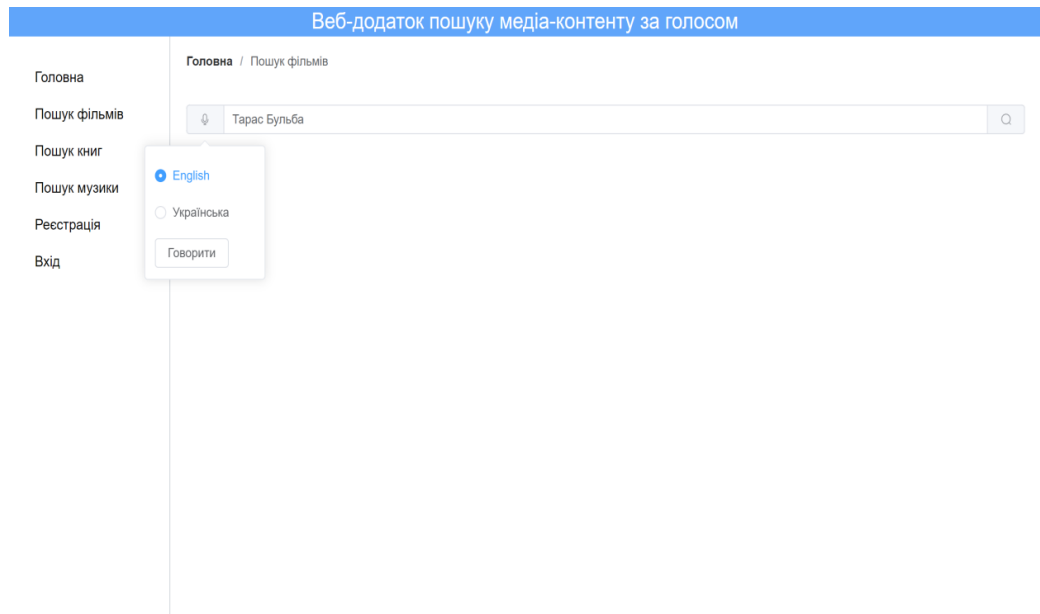 Веб-додаток пошуку медіа-контенту за голосом
Головна
Пошук фільмів
Пошук книг
Пошук музики
Реєстрація
Вхід
Головна / Пошук фільмів
Тарас Бульба
English
Українська
Говорити